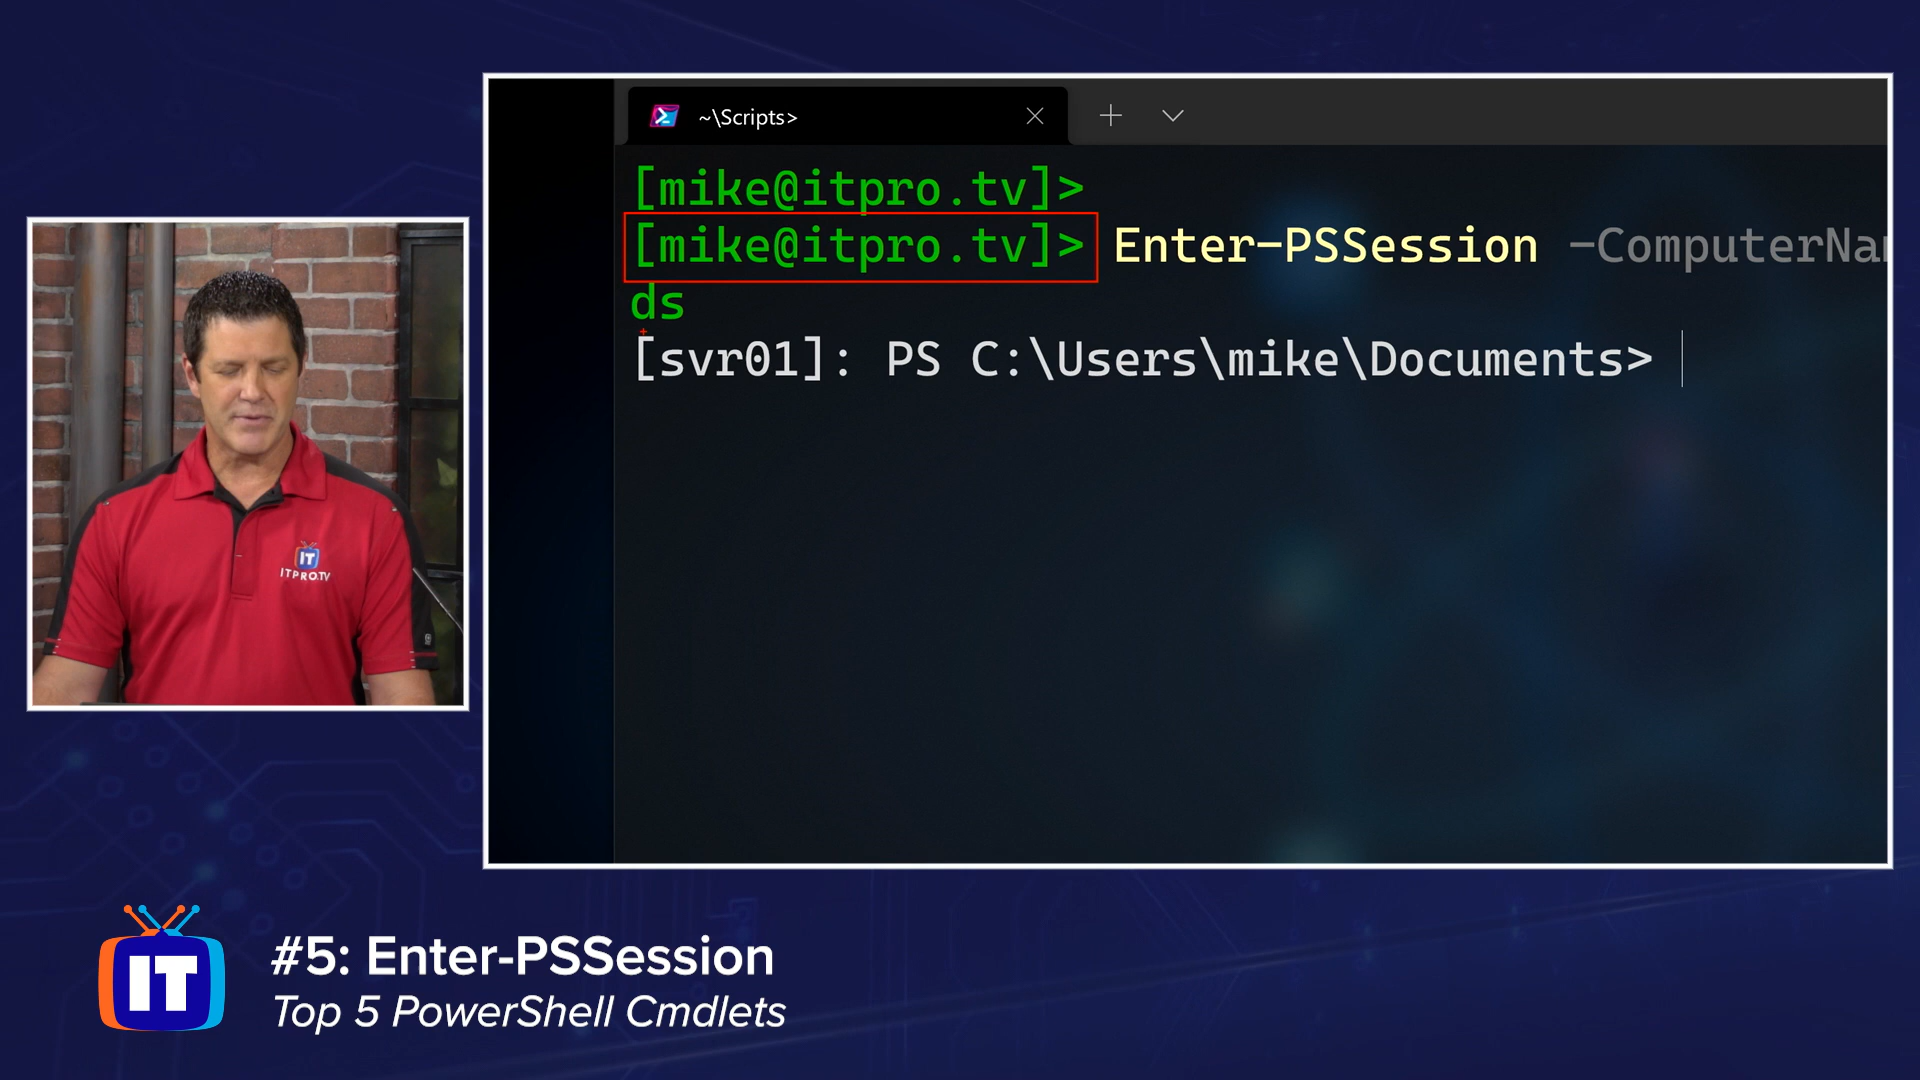 ~\Scripts>
[mike@itpro.tv]>
[mike@itpro.tv]> Enter-PSSession -ComputerNa
ds
[svr01]: PS C:\Users\mike\Documents>
IT
ITPRO.TV
IT
#5: Enter-PSSession
Top 5 PowerShell Cmdlets